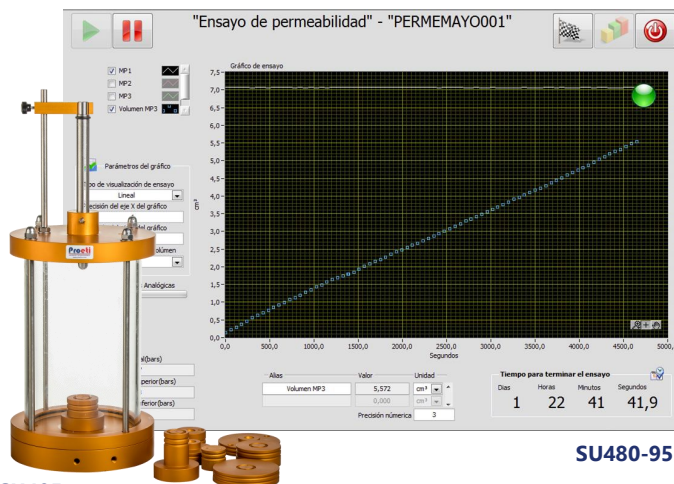 "Ensayo de permeabilidad" - "PERMEMAYO001"
MP1
MP2
MP3
Volumen MP3
Gráfico de ensayo
7,5
7,0
6,5
6,0
5,5
5,0
4,5
4,0
3,5
3,0
2,5
2,0
1,5
1,0
0,5
0,0
cm³
0,0 500,0 1000,0 1500,0 2000,0 2500,0 3000,0 3500,0 4000,0 4500,0 5000,0
Segundos
Parámetros del gráfico
po de visualización de ensayo
Lineal
ecisión del eje X del gráfico
del gráfico
olúmen
Analógicas
al(bars)
perior(bars)
ferior(bars)
Proeti
Alias Valor Unidad
Volumen MP3 5,572 cm³
0,000 cm³
Precisión númerica 3
Tiempo para terminar el ensayo
Dias Horas Minutos Segundos
1 22 41 41,9
SU480-95